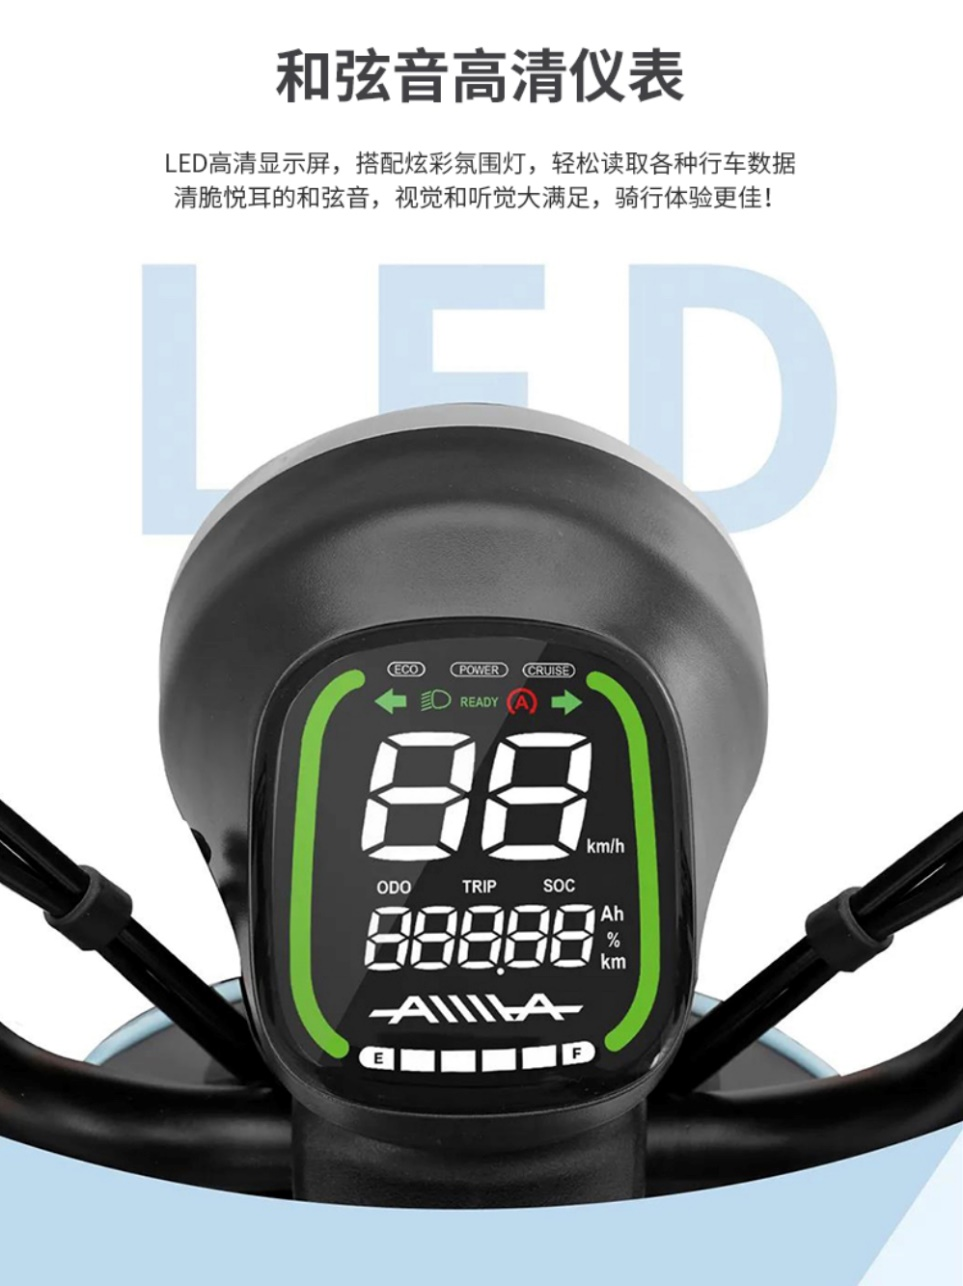 和弦音高清仪表
LED高清显示屏，搭配炫彩氛围灯，轻松读取各种行车数据
清脆悦耳的和弦音，视觉和听觉大满足，骑行体验更佳！
LED
ECO POWER CRUISE
READY A
88 km/h
ODO TRIP SOC
888.88 Ah
%
km
AIMA
E F